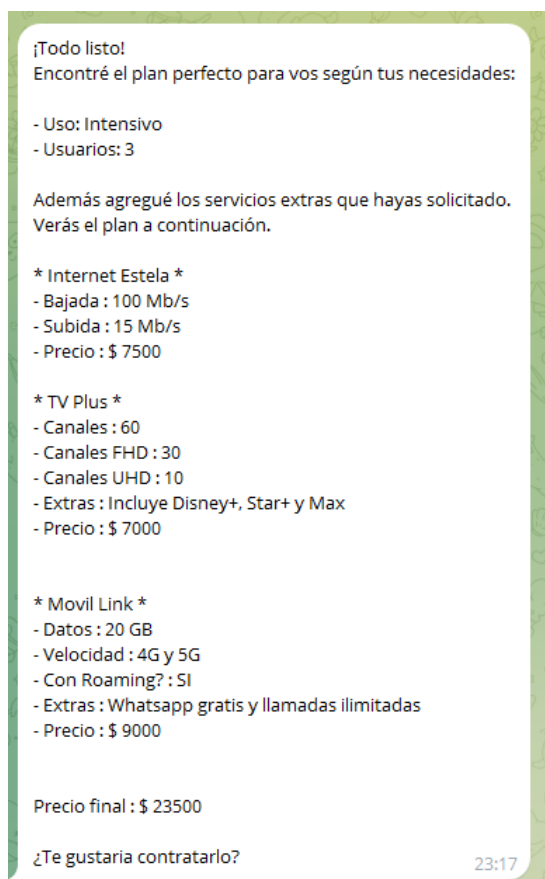 ¡Todo listo!
Encontré el plan perfecto para vos según tus necesidades:
- Uso: Intensivo
- Usuarios: 3
Además agregué los servicios extras que hayas solicitado.
Verás el plan a continuación.
* Internet Estela *
- Bajada : 100 Mb/s
- Subida : 15 Mb/s
- Precio : $ 7500
* TV Plus *
- Canales : 60
- Canales FHD : 30
- Canales UHD : 10
- Extras : Incluye Disney+, Star+ y Max
- Precio : $ 7000
* Movil Link *
- Datos : 20 GB
- Velocidad : 4G y 5G
- Con Roaming? : SI
- Extras : Whatsapp gratis y llamadas ilimitadas
- Precio : $ 9000
Precio final : $ 23500
¿Te gustaria contratarlo?
23:17